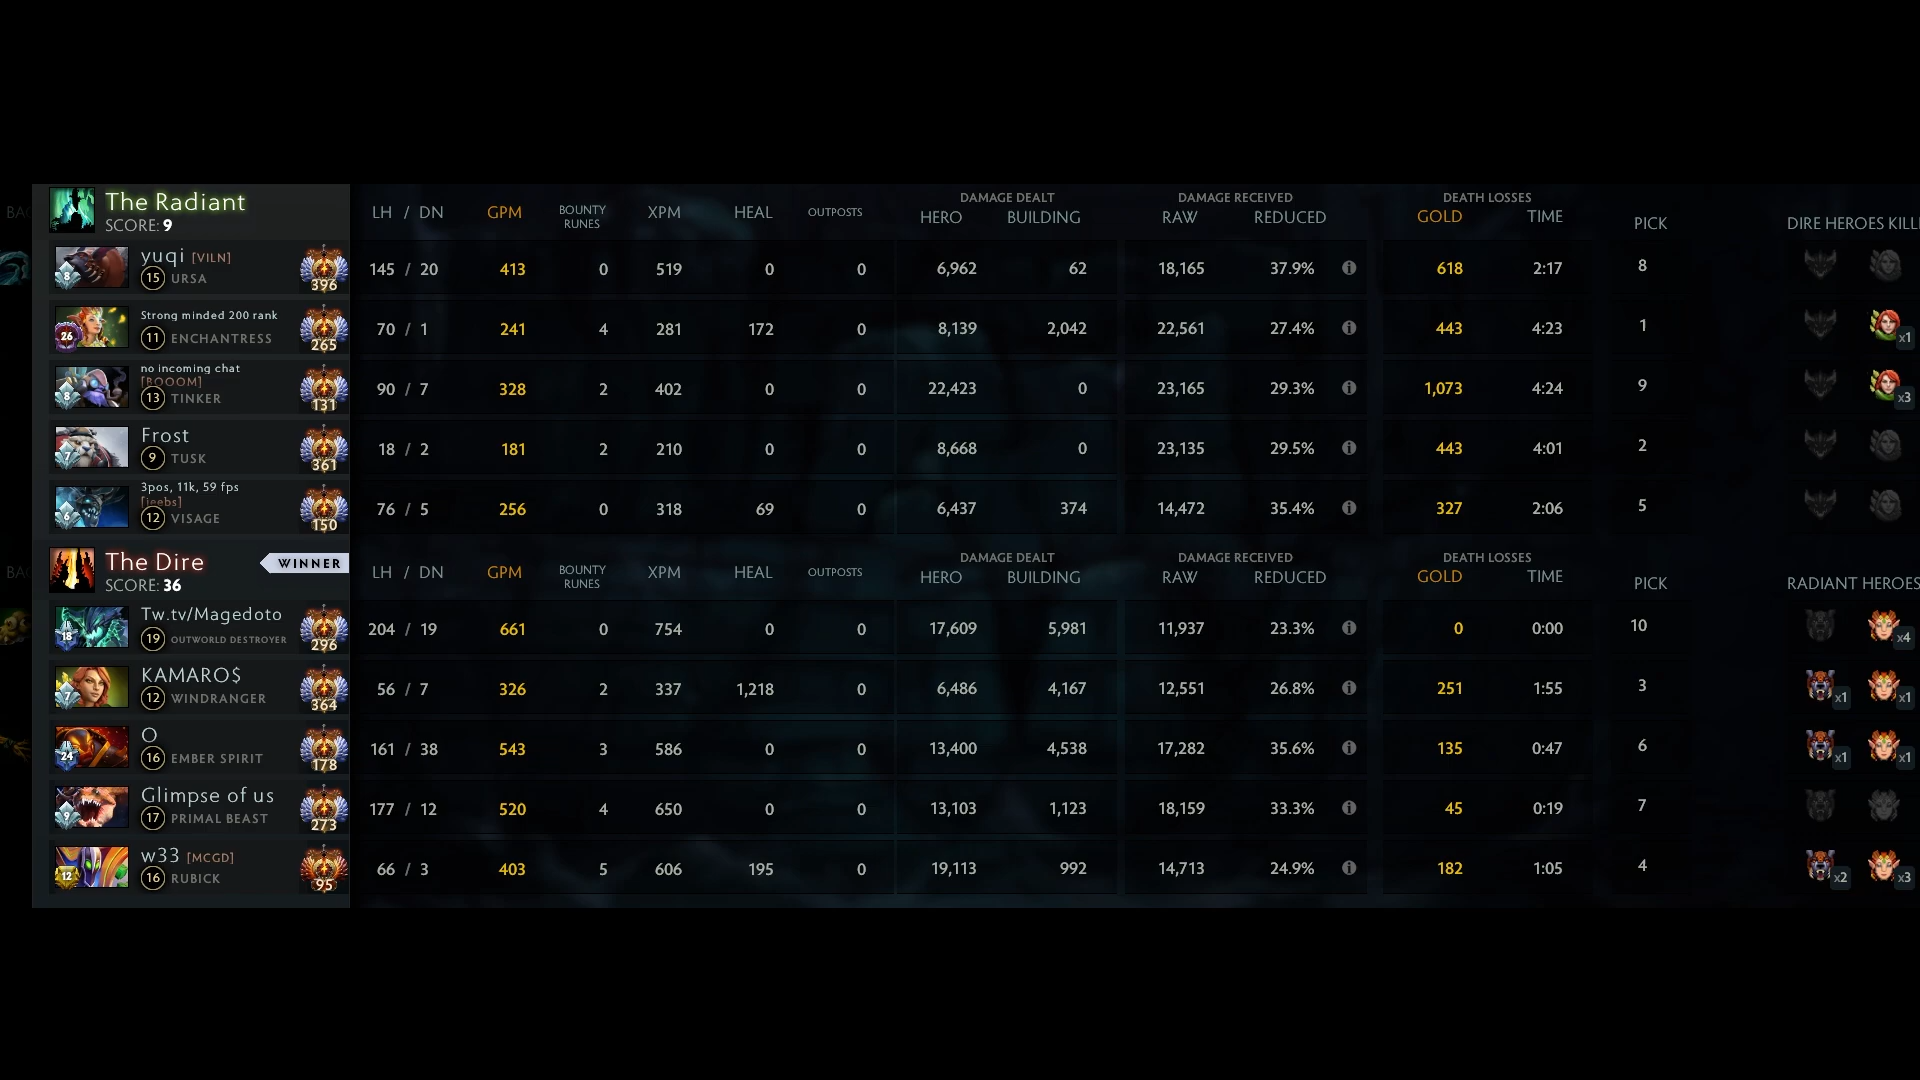 The Radiant
SCORE: 9
LH / DN GPM BOUNTY RUNES XPM HEAL OUTPOSTS DAMAGE DEALT HERO BUILDING DAMAGE RECEIVED RAW REDUCED DEATH LOSSES GOLD TIME PICK DIRE HEROES KILL
8 yuqi [VILN] 15 URSA 396 145 / 20 413 0 519 0 0 6,962 62 18,165 37.9% 618 2:17 8
26 Strong minded 200 rank 11 ENCHANTRESS 265 70 / 1 241 4 281 172 0 8,139 2,042 22,561 27.4% 443 4:23 1 x1
8 no incoming chat [BOOOM] 13 TINKER 131 90 / 7 328 2 402 0 0 22,423 0 23,165 29.3% 1,073 4:24 9 x3
7 Frost 9 TUSK 361 18 / 2 181 2 210 0 0 8,668 0 23,135 29.5% 443 4:01 2
6 3pos, 11k, 59 fps [jeebs] 12 VISAGE 150 76 / 5 256 0 318 69 0 6,437 374 14,472 35.4% 327 2:06 5
The Dire WINNER
SCORE: 36
LH / DN GPM BOUNTY RUNES XPM HEAL OUTPOSTS DAMAGE DEALT HERO BUILDING DAMAGE RECEIVED RAW REDUCED DEATH LOSSES GOLD TIME PICK RADIANT HEROES
18 Tw.tv/Magedoto 19 OUTWORLD DESTROYER 296 204 / 19 661 0 754 0 0 17,609 5,981 11,937 23.3% 0 0:00 10 x4
7 KAMARO$ 12 WINDRANGER 364 56 / 7 326 2 337 1,218 0 6,486 4,167 12,551 26.8% 251 1:55 3 x1 x1
24 O 16 EMBER SPIRIT 178 161 / 38 543 3 586 0 0 13,400 4,538 17,282 35.6% 135 0:47 6 x1 x1
9 Glimpse of us 17 PRIMAL BEAST 273 177 / 12 520 4 650 0 0 13,103 1,123 18,159 33.3% 45 0:19 7
12 w33 [MCGD] 16 RUBICK 95 66 / 3 403 5 606 195 0 19,113 992 14,713 24.9% 182 1:05 4 x2 x3